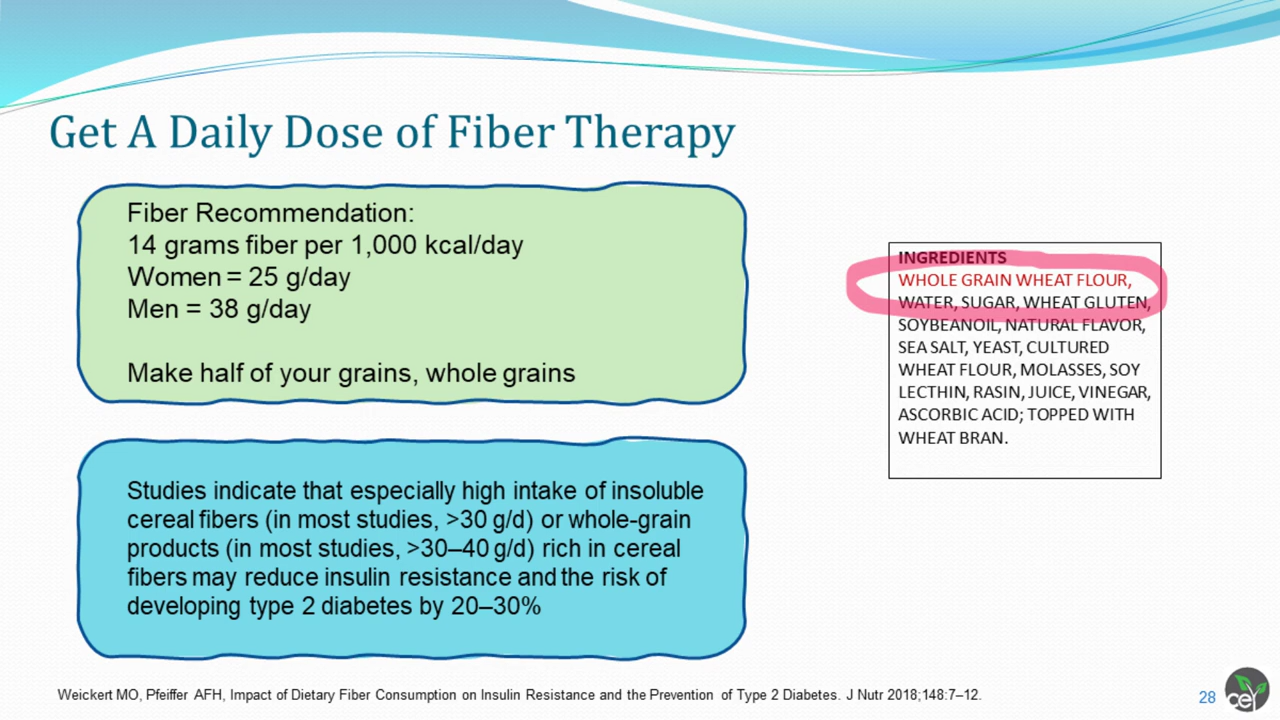 Get A Daily Dose of Fiber Therapy
Fiber Recommendation:
14 grams fiber per 1,000 kcal/day
Women = 25 g/day
Men = 38 g/day
Make half of your grains, whole grains
INGREDIENTS
WHOLE GRAIN WHEAT FLOUR,
WATER, SUGAR, WHEAT GLUTEN,
SOYBEANOIL, NATURAL FLAVOR,
SEA SALT, YEAST, CULTURED
WHEAT FLOUR, MOLASSES, SOY
LECTHIN, RASIN, JUICE, VINEGAR,
ASCORBIC ACID; TOPPED WITH
WHEAT BRAN.
Studies indicate that especially high intake of insoluble
cereal fibers (in most studies, >30 g/d) or whole-grain
products (in most studies, >30–40 g/d) rich in cereal
fibers may reduce insulin resistance and the risk of
developing type 2 diabetes by 20–30%
Weickert MO, Pfeiffer AFH, Impact of Dietary Fiber Consumption on Insulin Resistance and the Prevention of Type 2 Diabetes. J Nutr 2018;148:7–12.
28
cei